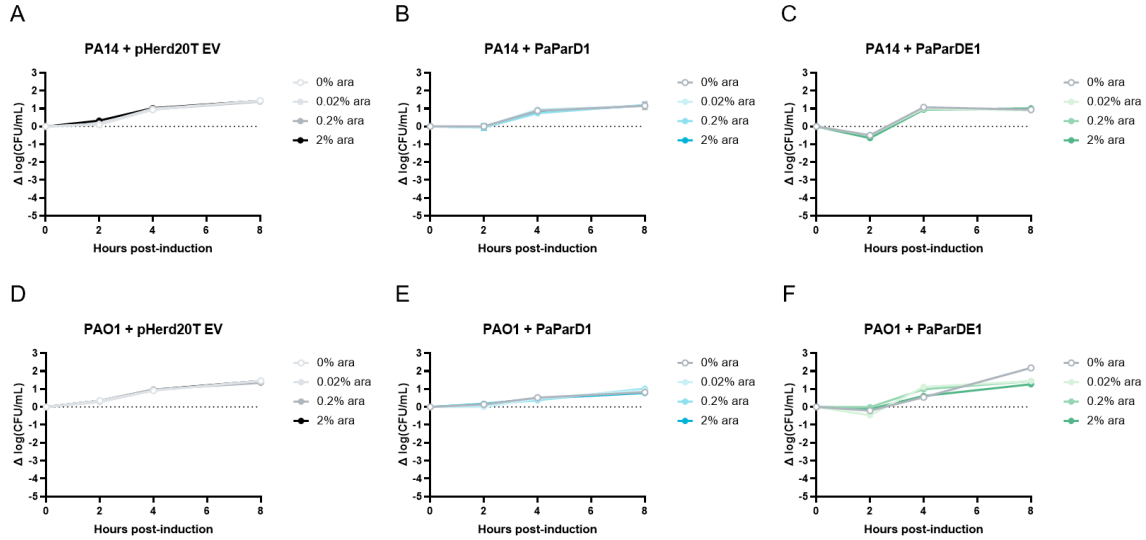 A
PA14 + pHerd20T EV
Δ log(CFU/mL)
3
2
1
0
-1
-2
-3
-4
-5
0 2 4 6 8
Hours post-induction
0% ara
0.02% ara
0.2% ara
2% ara
B
PA14 + PaParD1
Δ log(CFU/mL)
3
2
1
0
-1
-2
-3
-4
-5
0 2 4 6 8
Hours post-induction
0% ara
0.02% ara
0.2% ara
2% ara
C
PA14 + PaParDE1
Δ log(CFU/mL)
3
2
1
0
-1
-2
-3
-4
-5
0 2 4 6 8
Hours post-induction
0% ara
0.02% ara
0.2% ara
2% ara
D
PAO1 + pHerd20T EV
Δ log(CFU/mL)
3
2
1
0
-1
-2
-3
-4
-5
0 2 4 6 8
Hours post-induction
0% ara
0.02% ara
0.2% ara
2% ara
E
PAO1 + PaParD1
Δ log(CFU/mL)
3
2
1
0
-1
-2
-3
-4
-5
0 2 4 6 8
Hours post-induction
0% ara
0.02% ara
0.2% ara
2% ara
F
PAO1 + PaParDE1
Δ log(CFU/mL)
3
2
1
0
-1
-2
-3
-4
-5
0 2 4 6 8
Hours post-induction
0% ara
0.02% ara
0.2% ara
2% ara